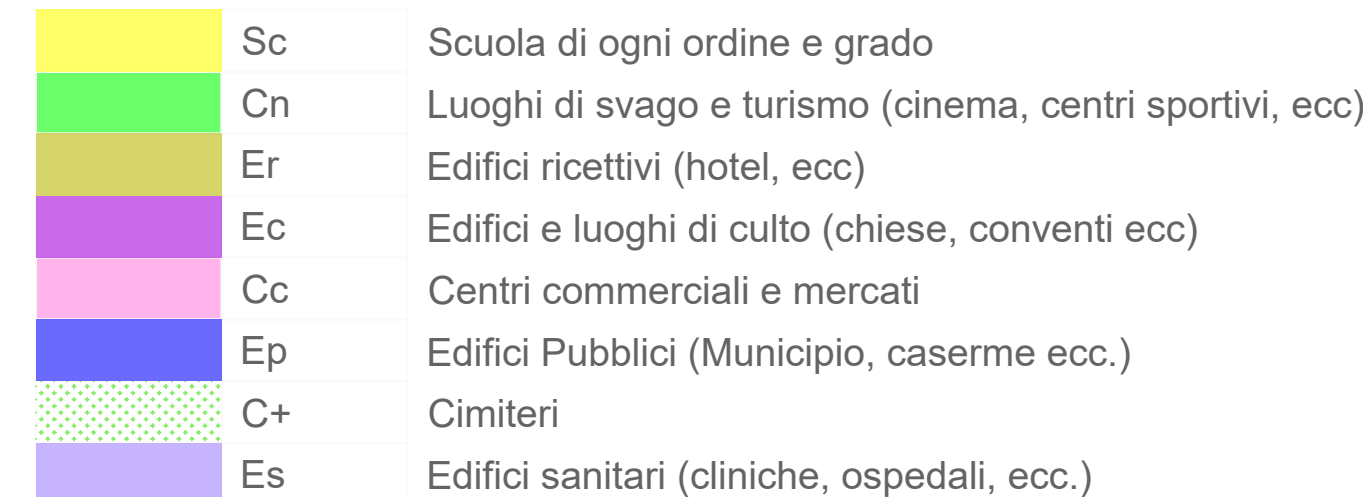 Sc Scuola di ogni ordine e grado
Cn Luoghi di svago e turismo (cinema, centri sportivi, ecc)
Er Edifici ricettivi (hotel, ecc)
Ec Edifici e luoghi di culto (chiese, conventi ecc)
Cc Centri commerciali e mercati
Ep Edifici Pubblici (Municipio, caserme ecc.)
C+ Cimiteri
Es Edifici sanitari (cliniche, ospedali, ecc.)